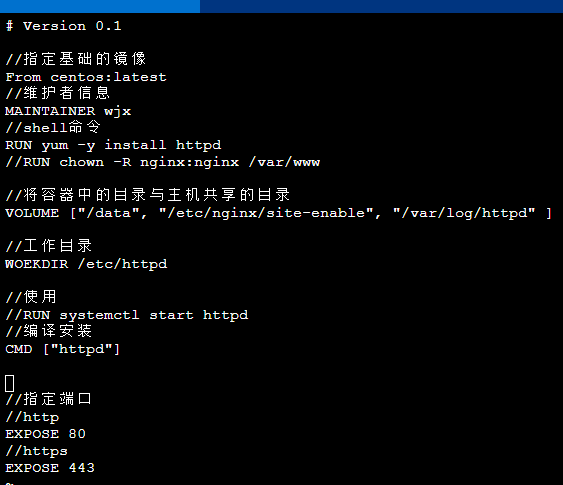 # Version 0.1
//指定基础的镜像
From centos:latest
//维护者信息
MAINTAINER wjx
//shell命令
RUN yum -y install httpd
//RUN chown -R nginx:nginx /var/www
//将容器中的目录与主机共享的目录
VOLUME ["/data", "/etc/nginx/site-enable", "/var/log/httpd" ]
//工作目录
WOEKDIR /etc/httpd
//使用
//RUN systemctl start httpd
//编译安装
CMD ["httpd"]
//指定端口
//http
EXPOSE 80
//https
EXPOSE 443
~